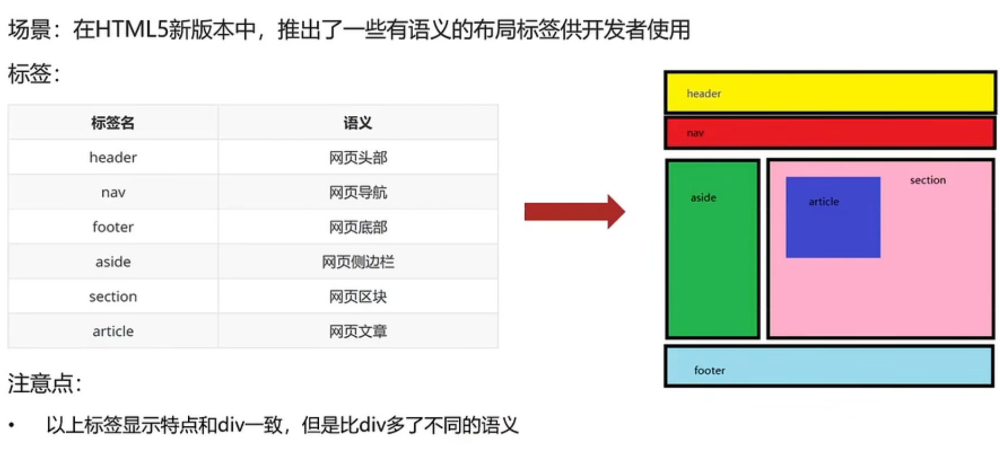 场景：在HTML5新版本中，推出了一些有语义的布局标签供开发者使用
标签：
标签名 语义
header 网页头部
nav 网页导航
footer 网页底部
aside 网页侧边栏
section 网页区块
article 网页文章
header
nav
aside
section
article
footer
注意点：
• 以上标签显示特点和div一致，但是比div多了不同的语义